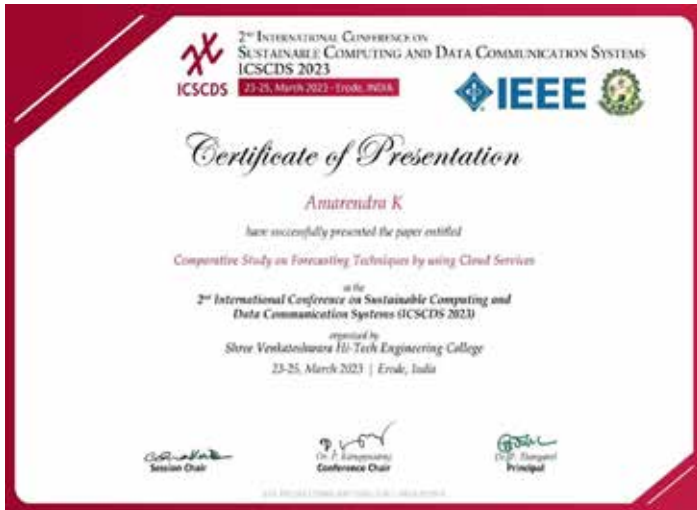 2nd International Conference on
Sustainable Computing and Data Communication Systems
ICSCDS 2023
ICSCDS
23-25, March 2023 - Erode, INDIA
IEEE
Certificate of Presentation
Amarendra K
have successfully presented the paper entitled
Comparative Study on Forecasting Techniques by using Cloud Services
at the
2nd International Conference on Sustainable Computing and
Data Communication Systems (ICSCDS 2023)
organized by
Shree Venkateshwara Hi-Tech Engineering College
23-25, March 2023 | Erode, India
Dr. P.
Dr. P. Thangavel
Session Chair
Conference Chair
Principal